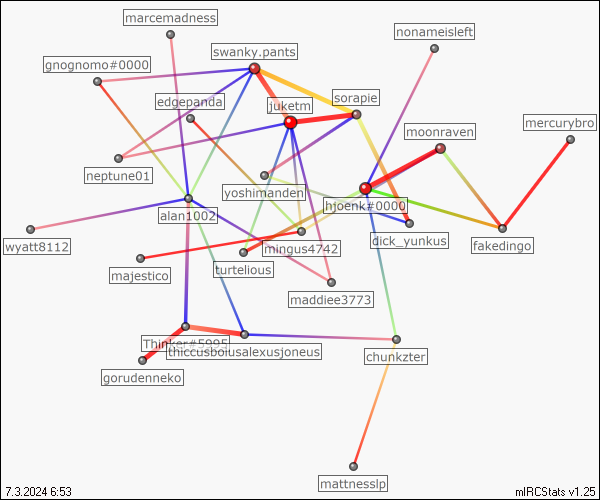 marcemadness
nonameisleft
swanky.pants
gnognomo#0000
edgepanda
juketm
sorapie
mercurybro
moonraven
neptune01
yoshimanden
hjoenk#0000
alan1002
dick_yunkus
wyatt8112
mingus4742
fakedingo
majestico
turtelious
maddiee3773
Thinker#5995
thiccusboiusalexusjoneus
chunkzter
gorudenneko
mattnesslp
7.3.2024 6:53
mIRCStats v1.25